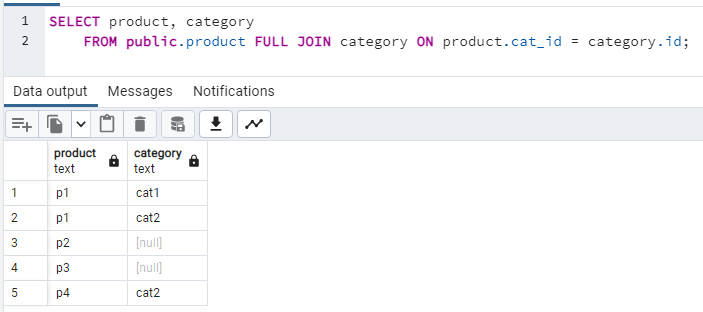 1 SELECT product, category
2 FROM public.product FULL JOIN category ON product.cat_id = category.id;
Data output Messages Notifications
product category
text text
1 p1 cat1
2 p1 cat2
3 p2 [null]
4 p3 [null]
5 p4 cat2